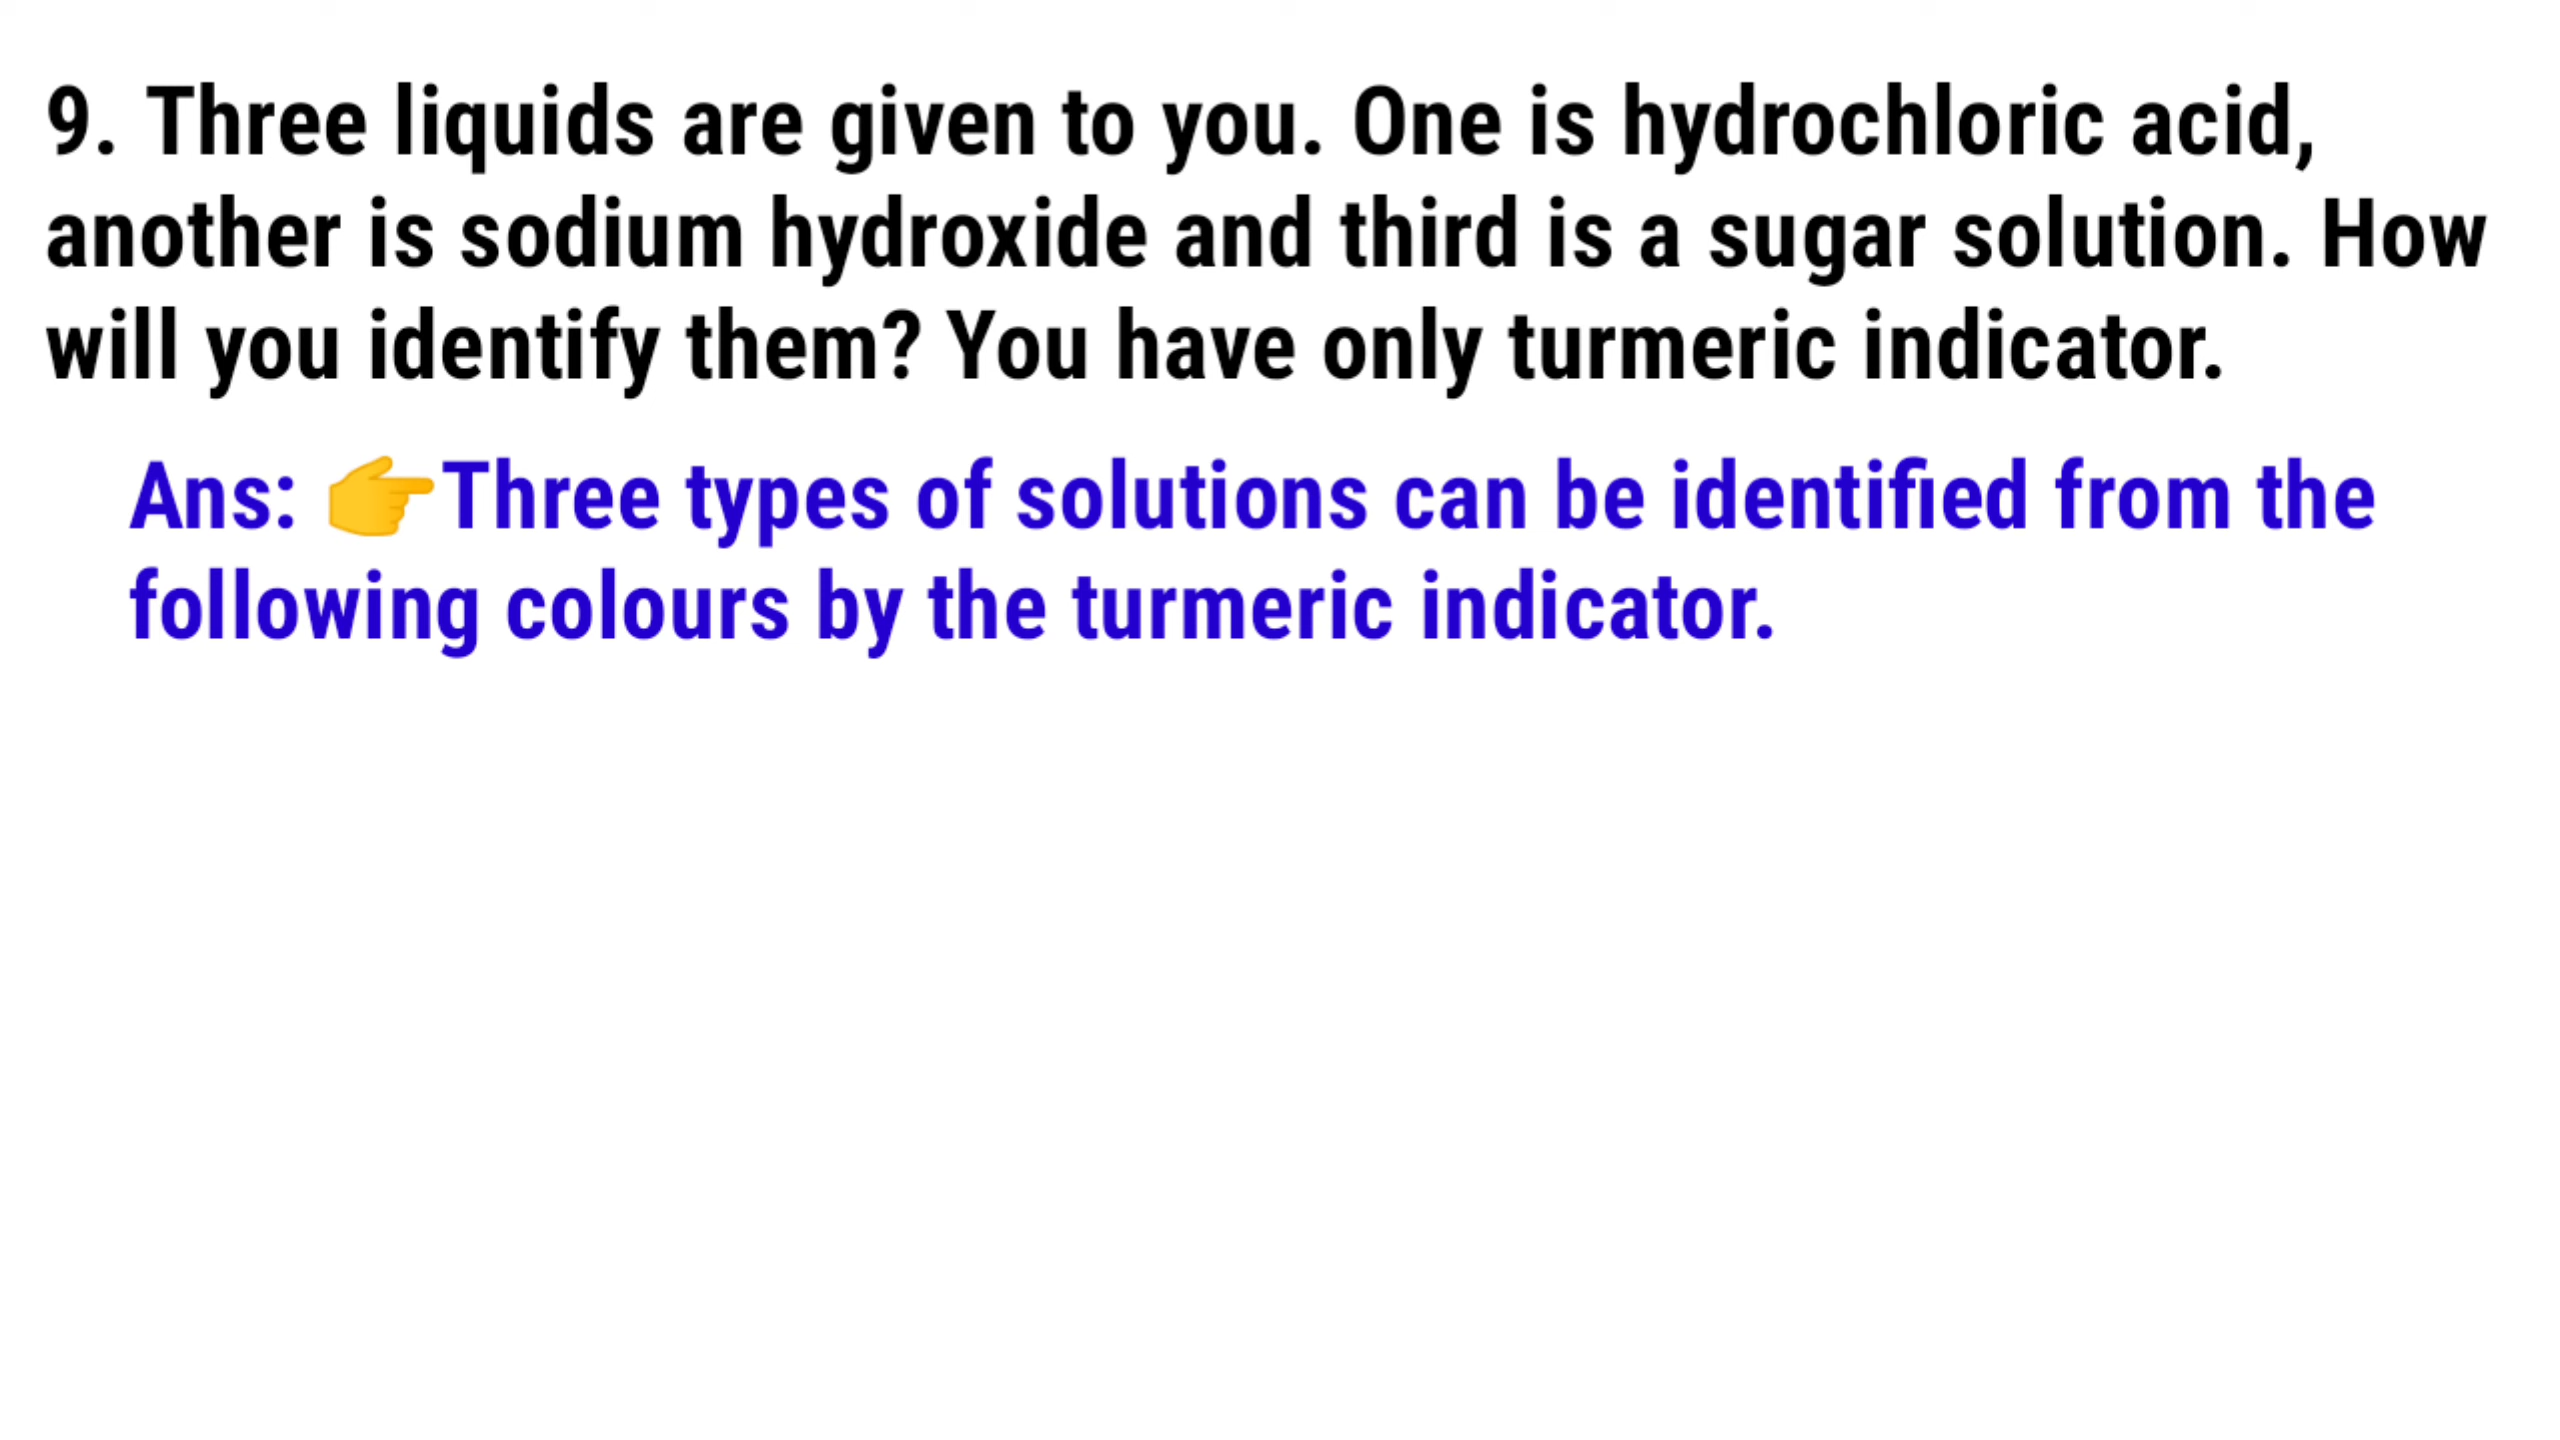 9. Three liquids are given to you. One is hydrochloric acid,
another is sodium hydroxide and third is a sugar solution. How
will you identify them? You have only turmeric indicator.
Ans: 👉Three types of solutions can be identified from the
following colours by the turmeric indicator.